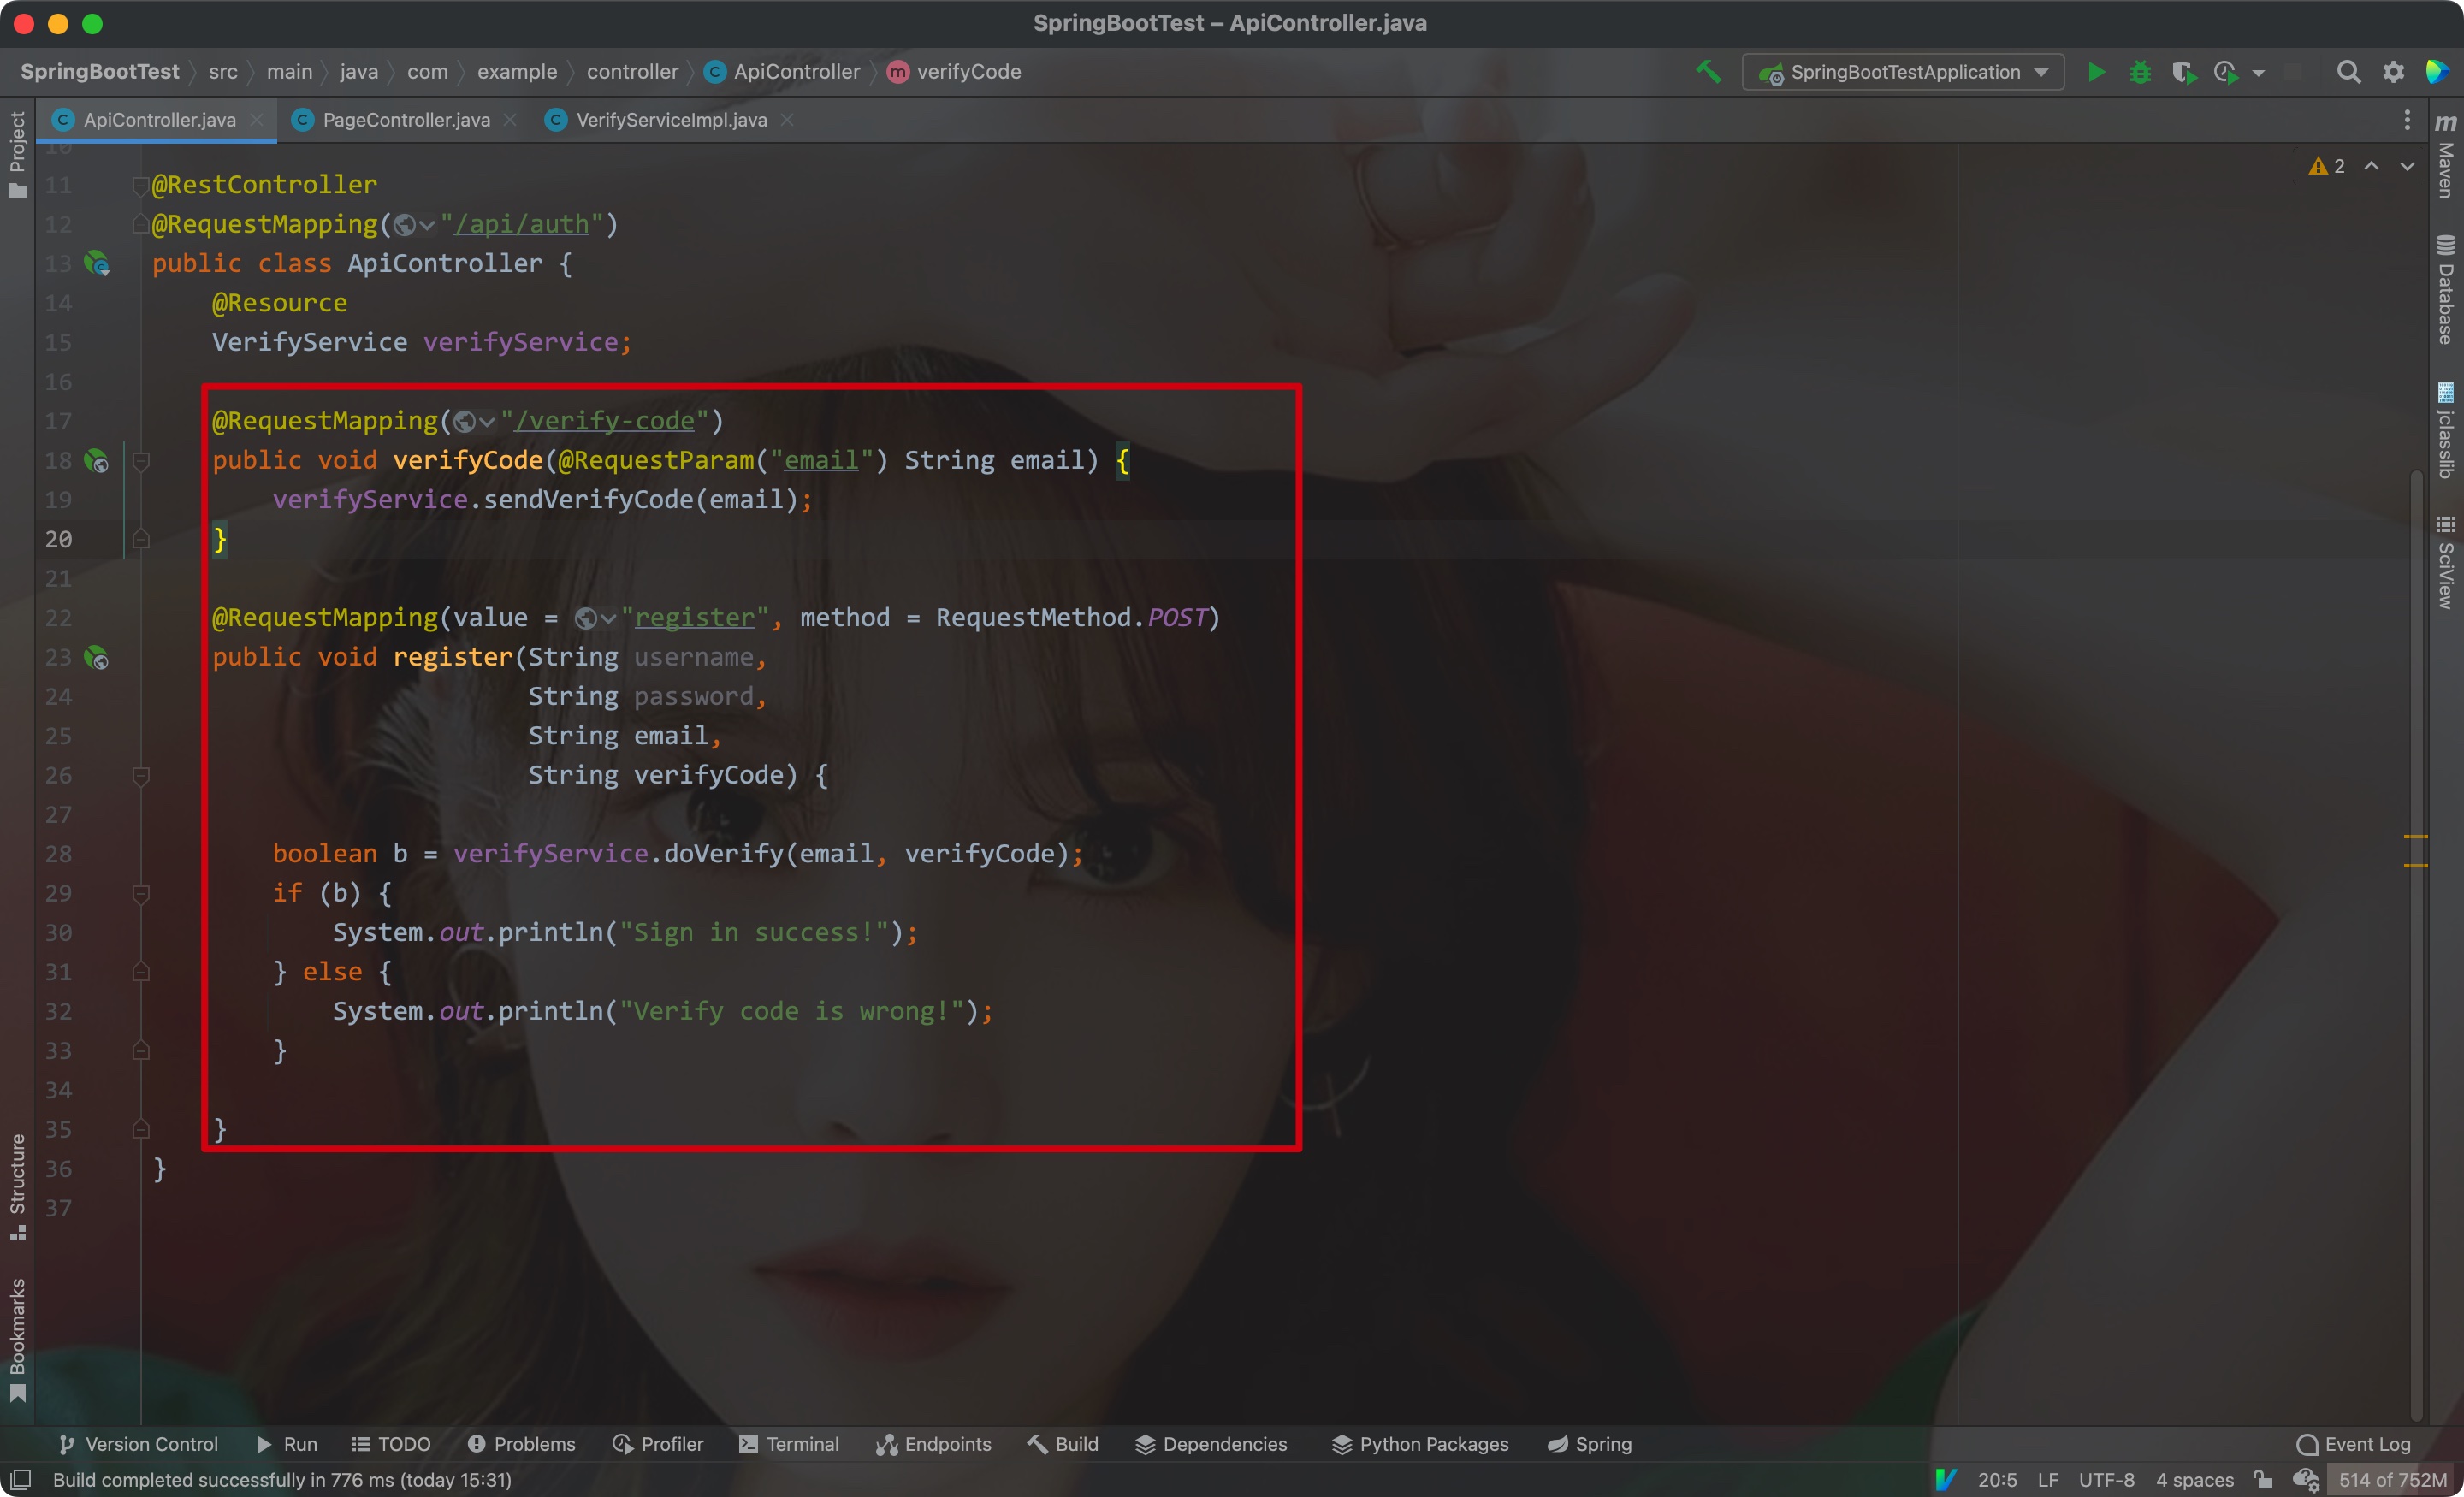 SpringBootTest – ApiController.java
SpringBootTest src main java com example controller ApiController verifyCode
SpringBootTestApplication
ApiController.java PageController.java VerifyServiceImpl.java
Project
Structure
Bookmarks
10
11 @RestController
12 @RequestMapping("/api/auth")
13 public class ApiController {
14 @Resource
15 VerifyService verifyService;
16
17 @RequestMapping("/verify-code")
18 public void verifyCode(@RequestParam("email") String email) {
19 verifyService.sendVerifyCode(email);
20 }
21
22 @RequestMapping(value = "register", method = RequestMethod.POST)
23 public void register(String username,
24 String password,
25 String email,
26 String verifyCode) {
27
28 boolean b = verifyService.doVerify(email, verifyCode);
29 if (b) {
30 System.out.println("Sign in success!");
31 } else {
32 System.out.println("Verify code is wrong!");
33 }
34
35 }
36 }
37
2
Maven
Database
jclasslib
SciView
Version Control Run TODO Problems Profiler Terminal Endpoints Build Dependencies Python Packages Spring Event Log
Build completed successfully in 776 ms (today 15:31) 20:5 LF UTF-8 4 spaces 514 of 752M